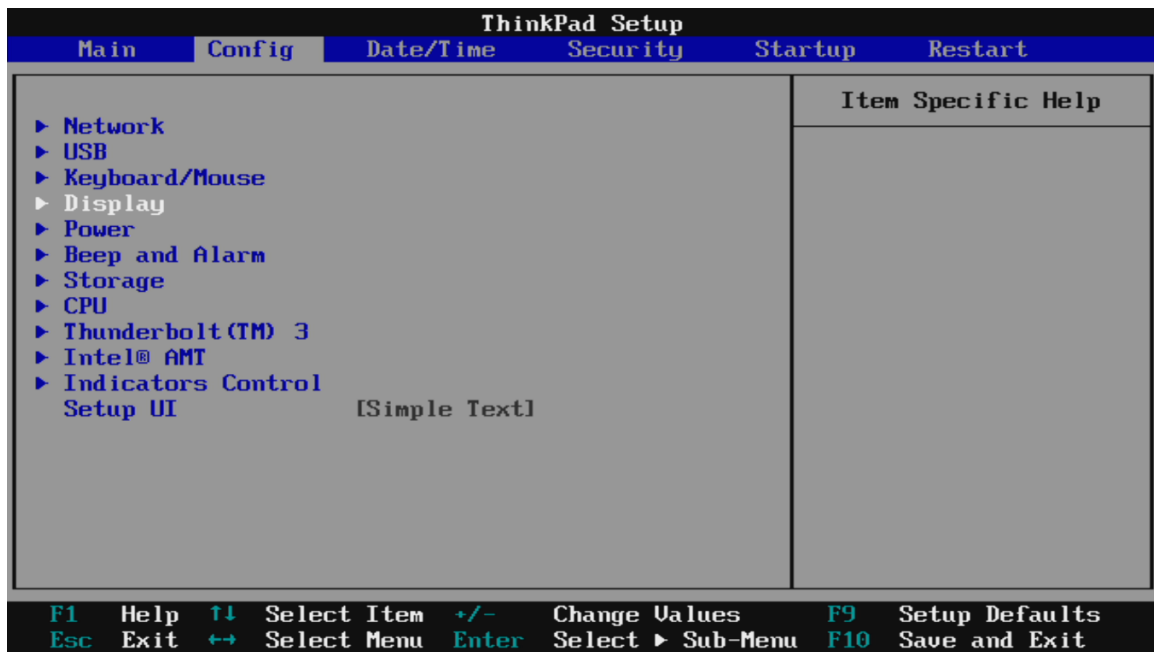 ThinkPad Setup
Main Config Date/Time Security Startup Restart
Item Specific Help
▶ Network
▶ USB
▶ Keyboard/Mouse
▶ Display
▶ Power
▶ Beep and Alarm
▶ Storage
▶ CPU
▶ Thunderbolt(TM) 3
▶ Intel® AMT
▶ Indicators Control
Setup UI [Simple Text]
F1 Help ↑↓ Select Item +/- Change Values F9 Setup Defaults
Esc Exit ↔ Select Menu Enter Select ▶ Sub-Menu F10 Save and Exit